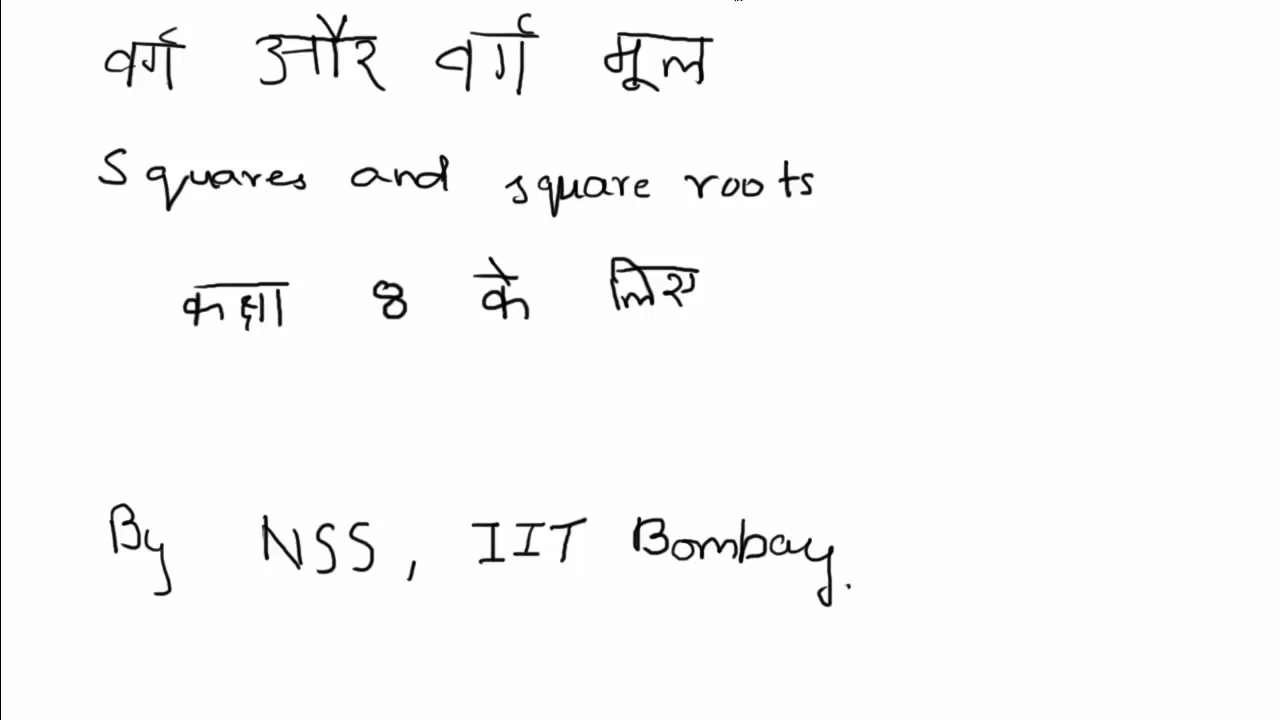 वर्ग और वर्ग मूल
Squares and square roots
कक्षा 8 के लिए
By NSS, IIT Bombay.